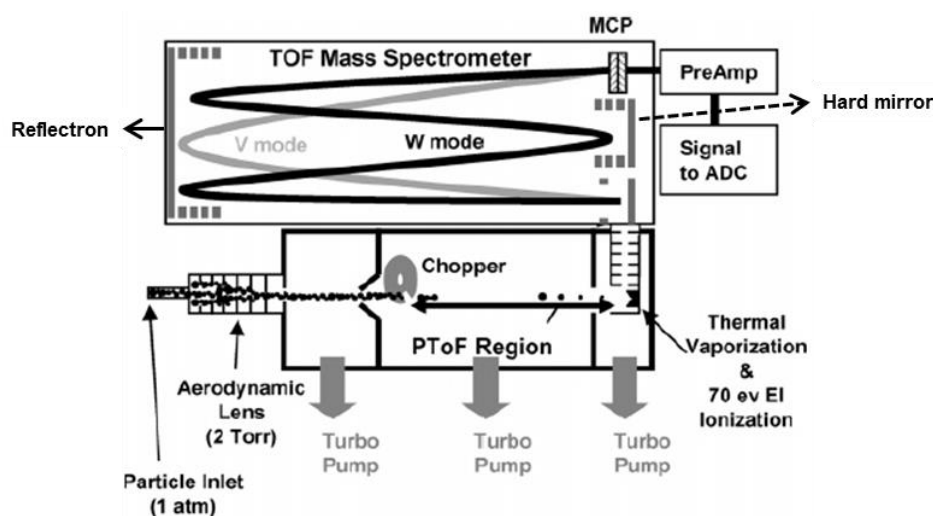 MCP
TOF Mass Spectrometer
PreAmp
Hard mirror
Reflectron
V mode
W mode
Signal
to ADC
Chopper
PToF Region
Thermal
Vaporization
&
70 ev EI
Ionization
Aerodynamic
Lens
(2 Torr)
Turbo
Pump
Turbo
Pump
Turbo
Pump
Particle Inlet
(1 atm)